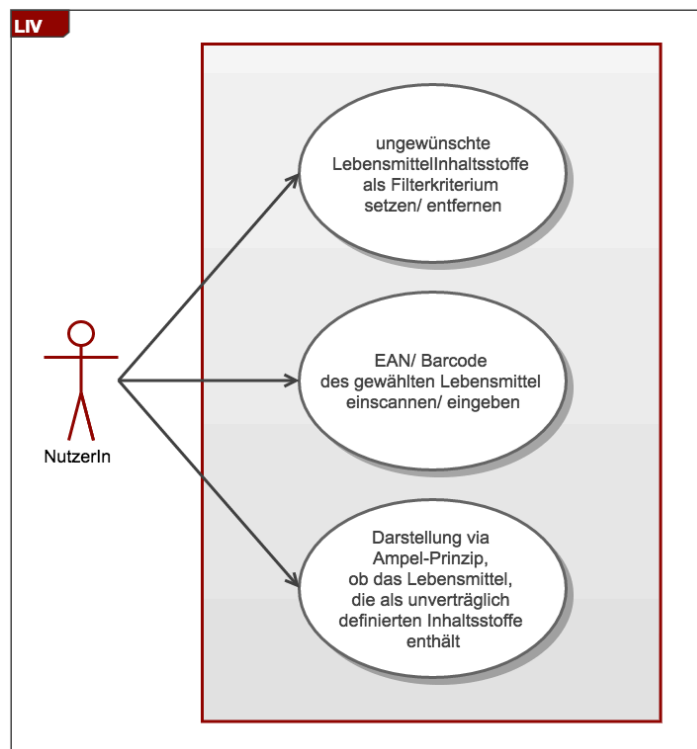 LIV
ungewünschte
LebensmittelInhaltsstoffe
als Filterkriterium
setzen/ entfernen
EAN/ Barcode
des gewählten Lebensmittel
einscannen/ eingeben
NutzerIn
Darstellung via
Ampel-Prinzip,
ob das Lebensmittel,
die als unverträglich
definierten Inhaltsstoffe
enthält